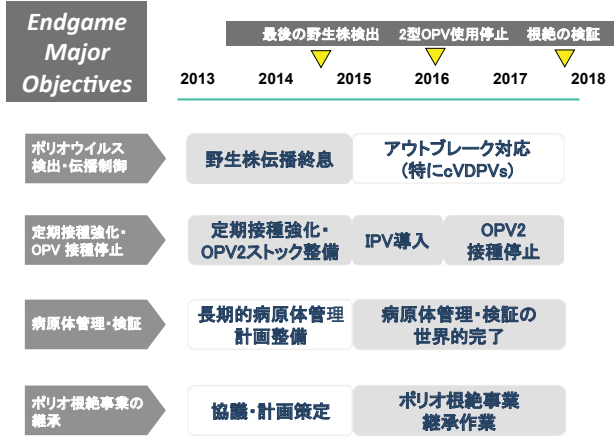 Endgame
Major
Objectives
最後の野生株検出 2型OPV使用停止 根絶の検証
2013 2014 2015 2016 2017 2018
ポリオウイルス
検出・伝播制御
野生株伝播終息
アウトブレーク対応
(特にcVDPVs)
定期接種強化・
OPV 接種停止
定期接種強化・
OPV2ストック整備
IPV導入
OPV2
接種停止
病原体管理・検証
長期的病原体管理
計画整備
病原体管理・検証の
世界的完了
ポリオ根絶事業の
継承
協議・計画策定
ポリオ根絶事業
継承作業